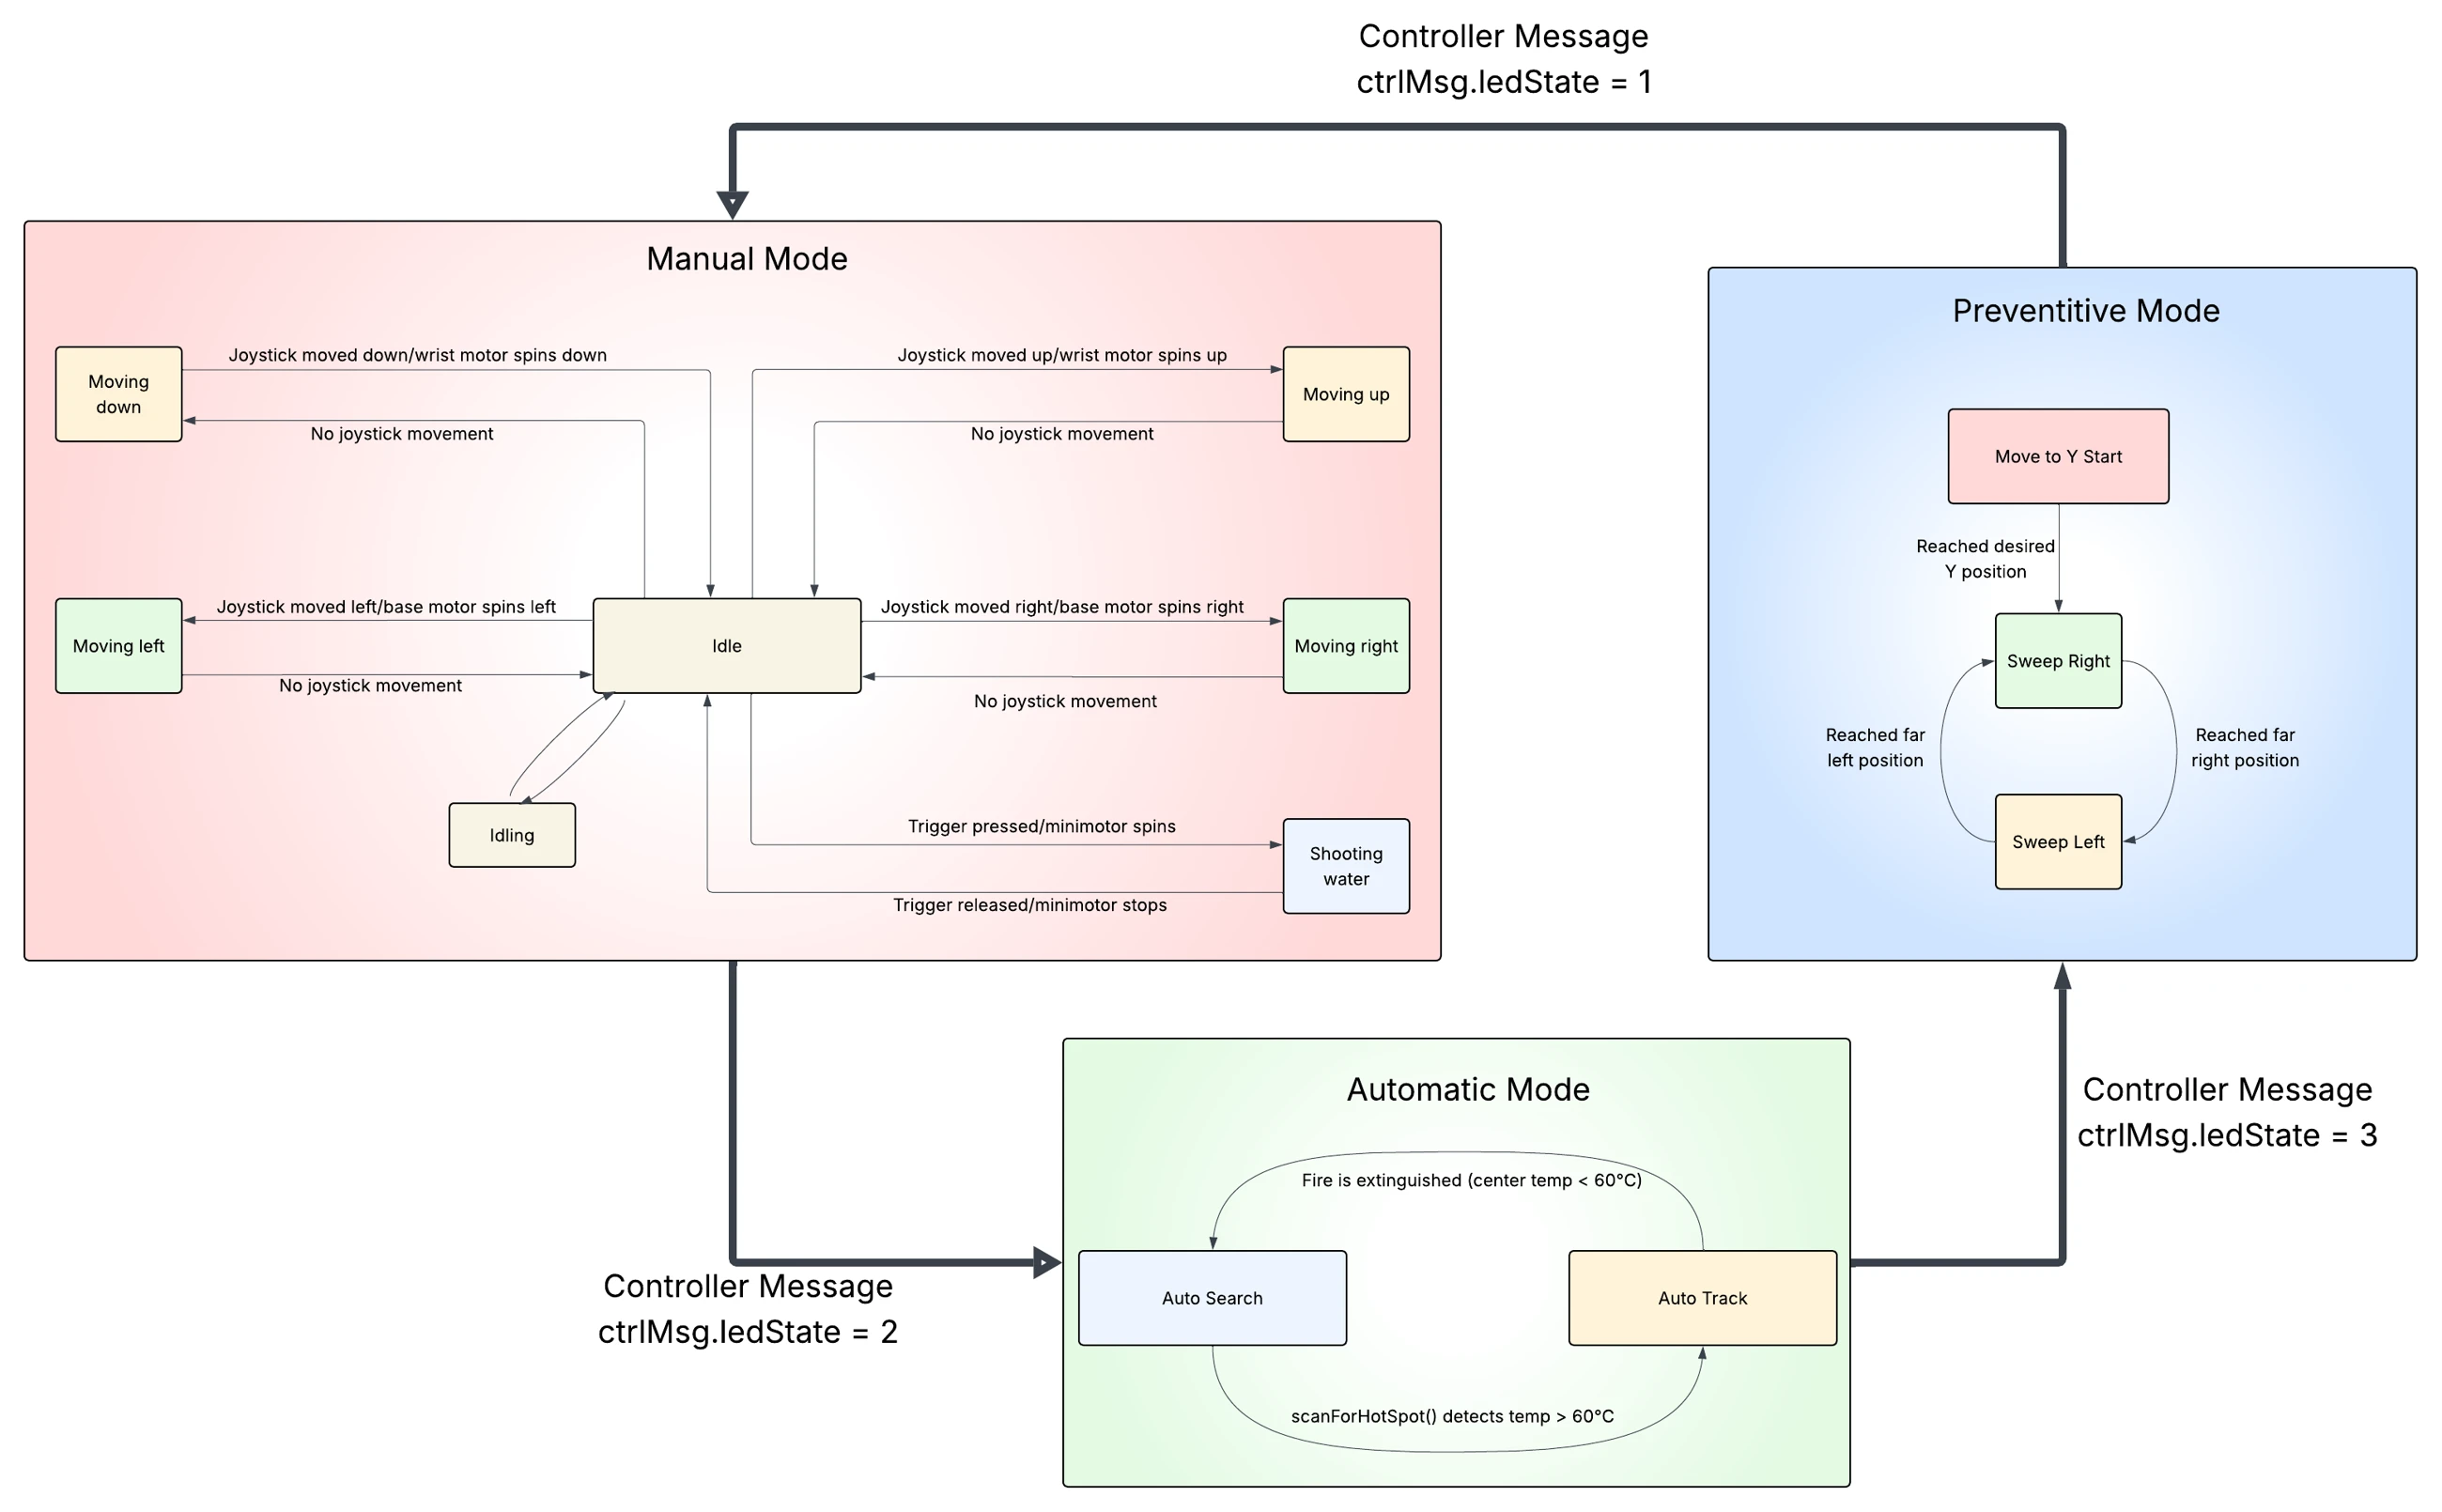 Controller Message
ctrlMsg.ledState = 1
Manual Mode
Joystick moved down/wrist motor spins down
Joystick moved up/wrist motor spins up
Moving
down
Moving up
No joystick movement
No joystick movement
Joystick moved left/base motor spins left
Joystick moved right/base motor spins right
Moving left
Idle
Moving right
No joystick movement
No joystick movement
Idling
Trigger pressed/minimotor spins
Shooting
water
Trigger released/minimotor stops
Preventitive Mode
Move to Y Start
Reached desired
Y position
Sweep Right
Reached far
left position
Reached far
right position
Sweep Left
Controller Message
ctrlMsg.ledState = 2
Automatic Mode
Fire is extinguished (center temp < 60°C)
Auto Search
Auto Track
scanForHotSpot() detects temp > 60°C
Controller Message
ctrlMsg.ledState = 3